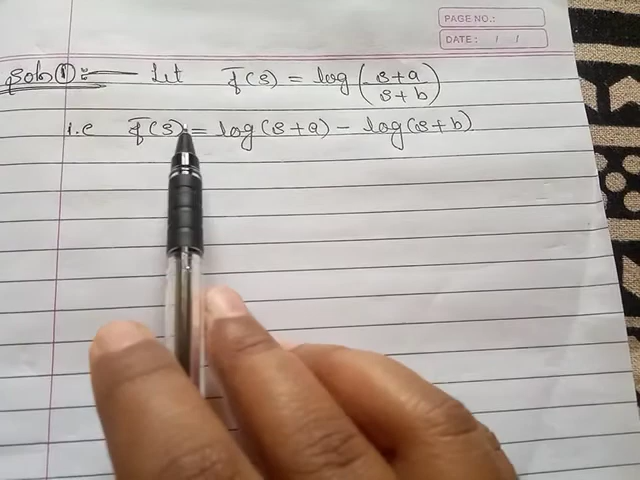 PAGE NO.:
DATE: / /
Soln ①:— Let f̄(s) = log(s+a/s+b)
i.e f̄(s) = log(s+a) - log(s+b)